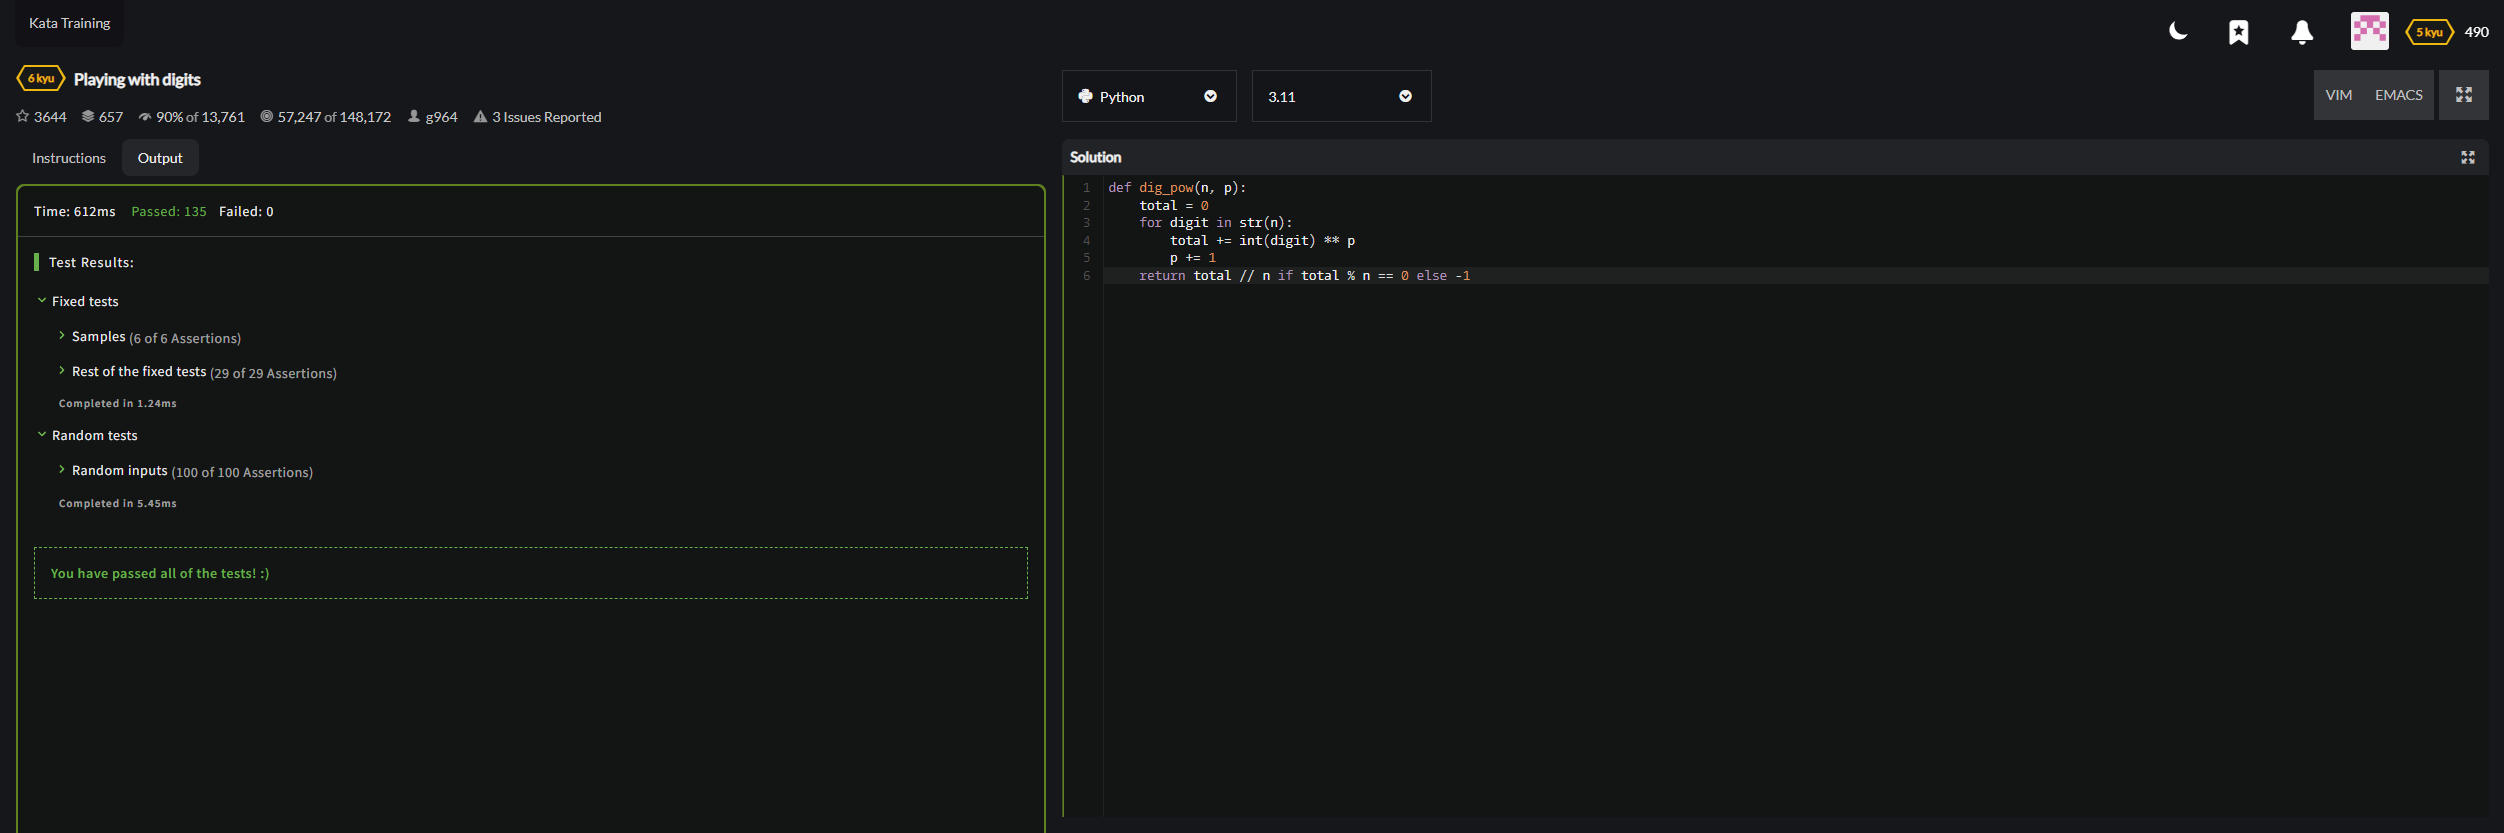 Kata Training
5 kyu 490
6 kyu Playing with digits
3644 657 90% of 13,761 57,247 of 148,172 g964 3 Issues Reported
Instructions Output
Time: 612ms Passed: 135 Failed: 0
Test Results:
Fixed tests
Samples (6 of 6 Assertions)
Rest of the fixed tests (29 of 29 Assertions)
Completed in 1.24ms
Random tests
Random inputs (100 of 100 Assertions)
Completed in 5.45ms
You have passed all of the tests! :)
Python 3.11 VIM EMACS
Solution
1 def dig_pow(n, p):
2     total = 0
3     for digit in str(n):
4         total += int(digit) ** p
5         p += 1
6     return total // n if total % n == 0 else -1